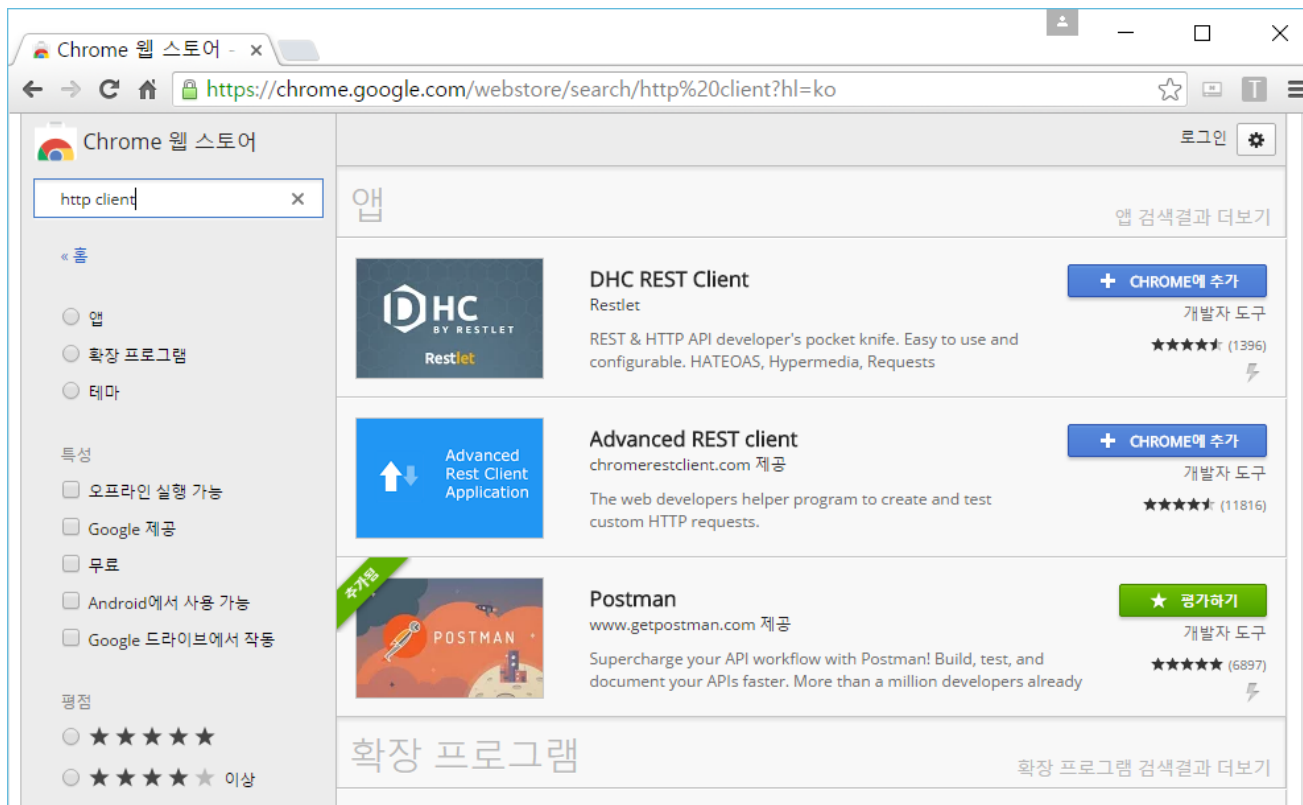 Chrome 웹 스토어 -
https://chrome.google.com/webstore/search/http%20client?hl=ko
T
Chrome 웹 스토어
로그인
http client
« 홈
앱
확장 프로그램
테마
특성
오프라인 실행 가능
Google 제공
무료
Android에서 사용 가능
Google 드라이브에서 작동
평점
이상
앱
앱 검색결과 더보기
DHC
BY RESTLET
Restlet
DHC REST Client
Restlet
REST & HTTP API developer's pocket knife. Easy to use and
configurable. HATEOAS, Hypermedia, Requests
CHROME에 추가
개발자 도구
(1396)
Advanced
Rest Client
Application
Advanced REST client
chromerestclient.com 제공
The web developers helper program to create and test
custom HTTP requests.
CHROME에 추가
개발자 도구
(11816)
추가됨
POSTMAN
Postman
www.getpostman.com 제공
Supercharge your API workflow with Postman! Build, test, and
document your APIs faster. More than a million developers already
평가하기
개발자 도구
(6897)
확장 프로그램
확장 프로그램 검색결과 더보기